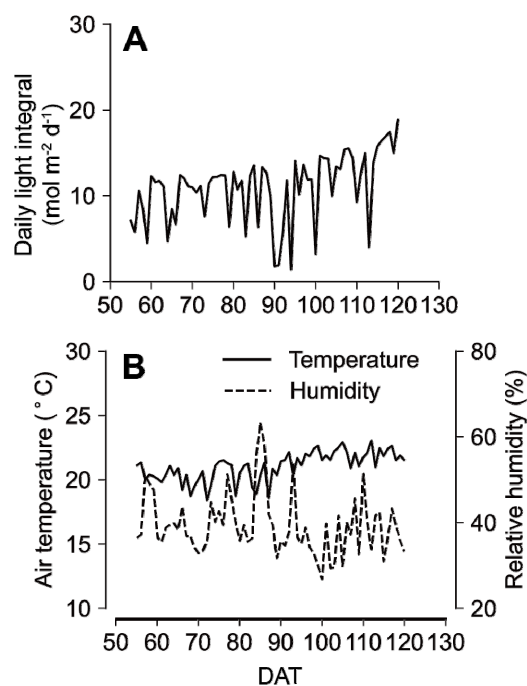 A
30
20
10
0
Daily light integral
(mol m⁻² d⁻¹)
50 60 70 80 90 100 110 120 130
B
Temperature
Humidity
30
25
20
15
10
Air temperature ( ° C)
80
60
40
20
Relative humidity (%)
50 60 70 80 90 100 110 120 130
DAT